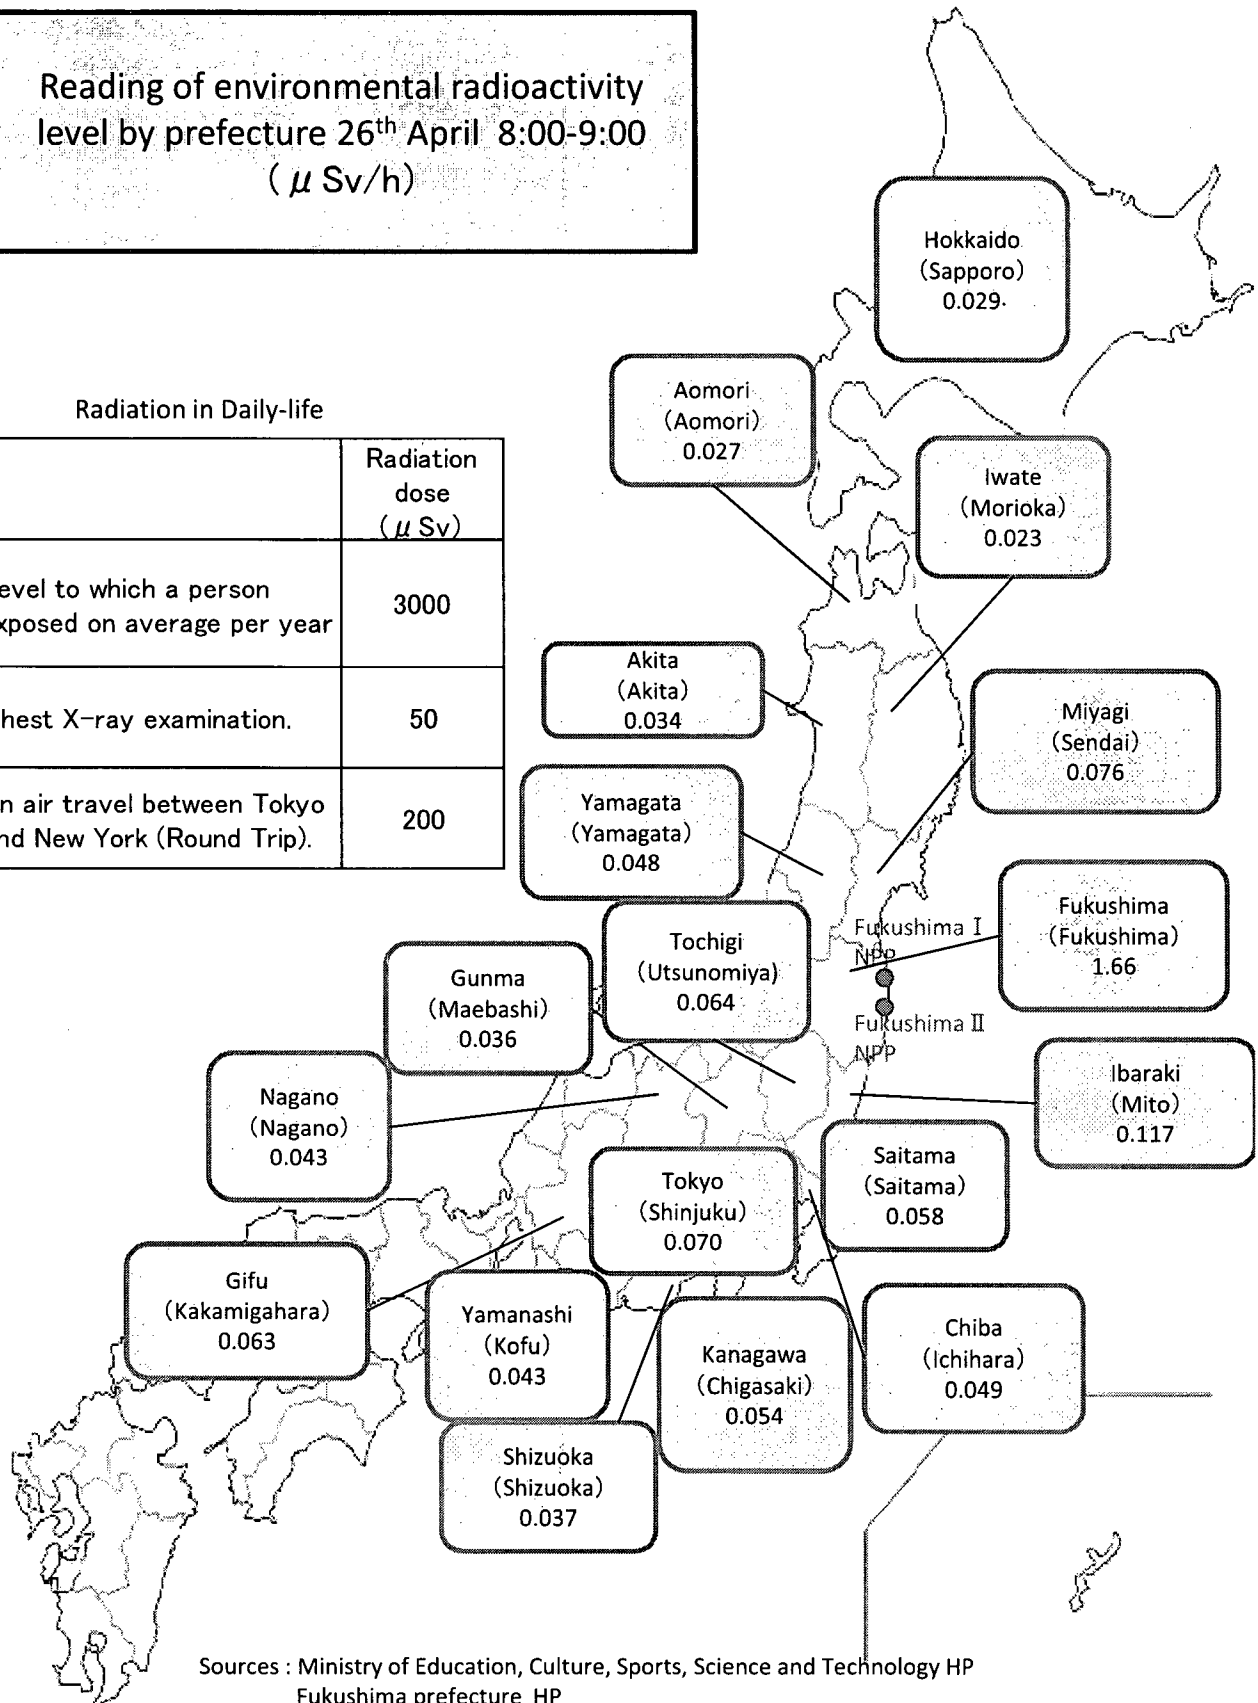 Reading of environmental radioactivity
level by prefecture 26th April 8:00-9:00
(μ Sv/h)
Hokkaido
(Sapporo)
0.029
Aomori
(Aomori)
0.027
Iwate
(Morioka)
0.023
Radiation in Daily-life
Radiation
dose
(μ Sv)
evel to which a person
xposed on average per year
3000
hest X-ray examination.
50
n air travel between Tokyo
nd New York (Round Trip).
200
Akita
(Akita)
0.034
Miyagi
(Sendai)
0.076
Yamagata
(Yamagata)
0.048
Fukushima
(Fukushima)
1.66
Fukushima I
NPP
Fukushima II
NPP
Tochigi
(Utsunomiya)
0.064
Gunma
(Maebashi)
0.036
Nagano
(Nagano)
0.043
Ibaraki
(Mito)
0.117
Saitama
(Saitama)
0.058
Tokyo
(Shinjuku)
0.070
Gifu
(Kakamigahara)
0.063
Yamanashi
(Kofu)
0.043
Kanagawa
(Chigasaki)
0.054
Chiba
(Ichihara)
0.049
Shizuoka
(Shizuoka)
0.037
Sources : Ministry of Education, Culture, Sports, Science and Technology HP
Fukushima prefecture HP